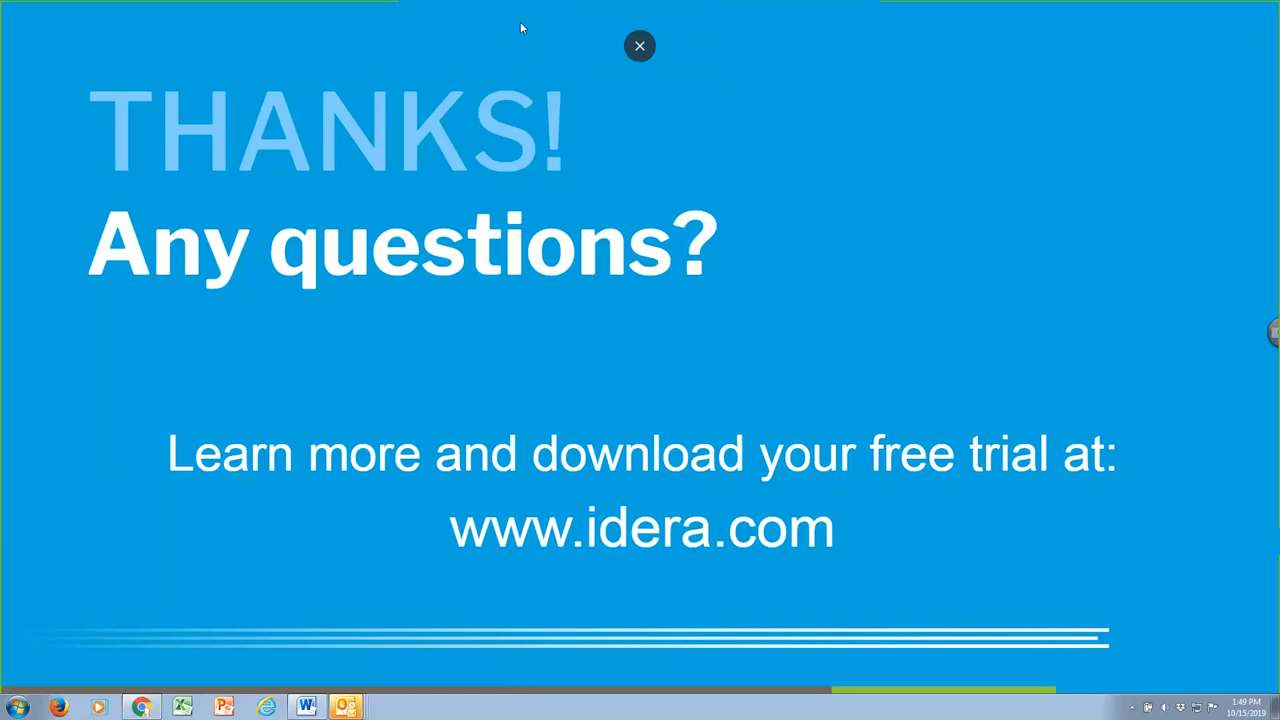 THANKS!
Any questions?
Learn more and download your free trial at:
www.idera.com
1:49 PM
10/15/2019